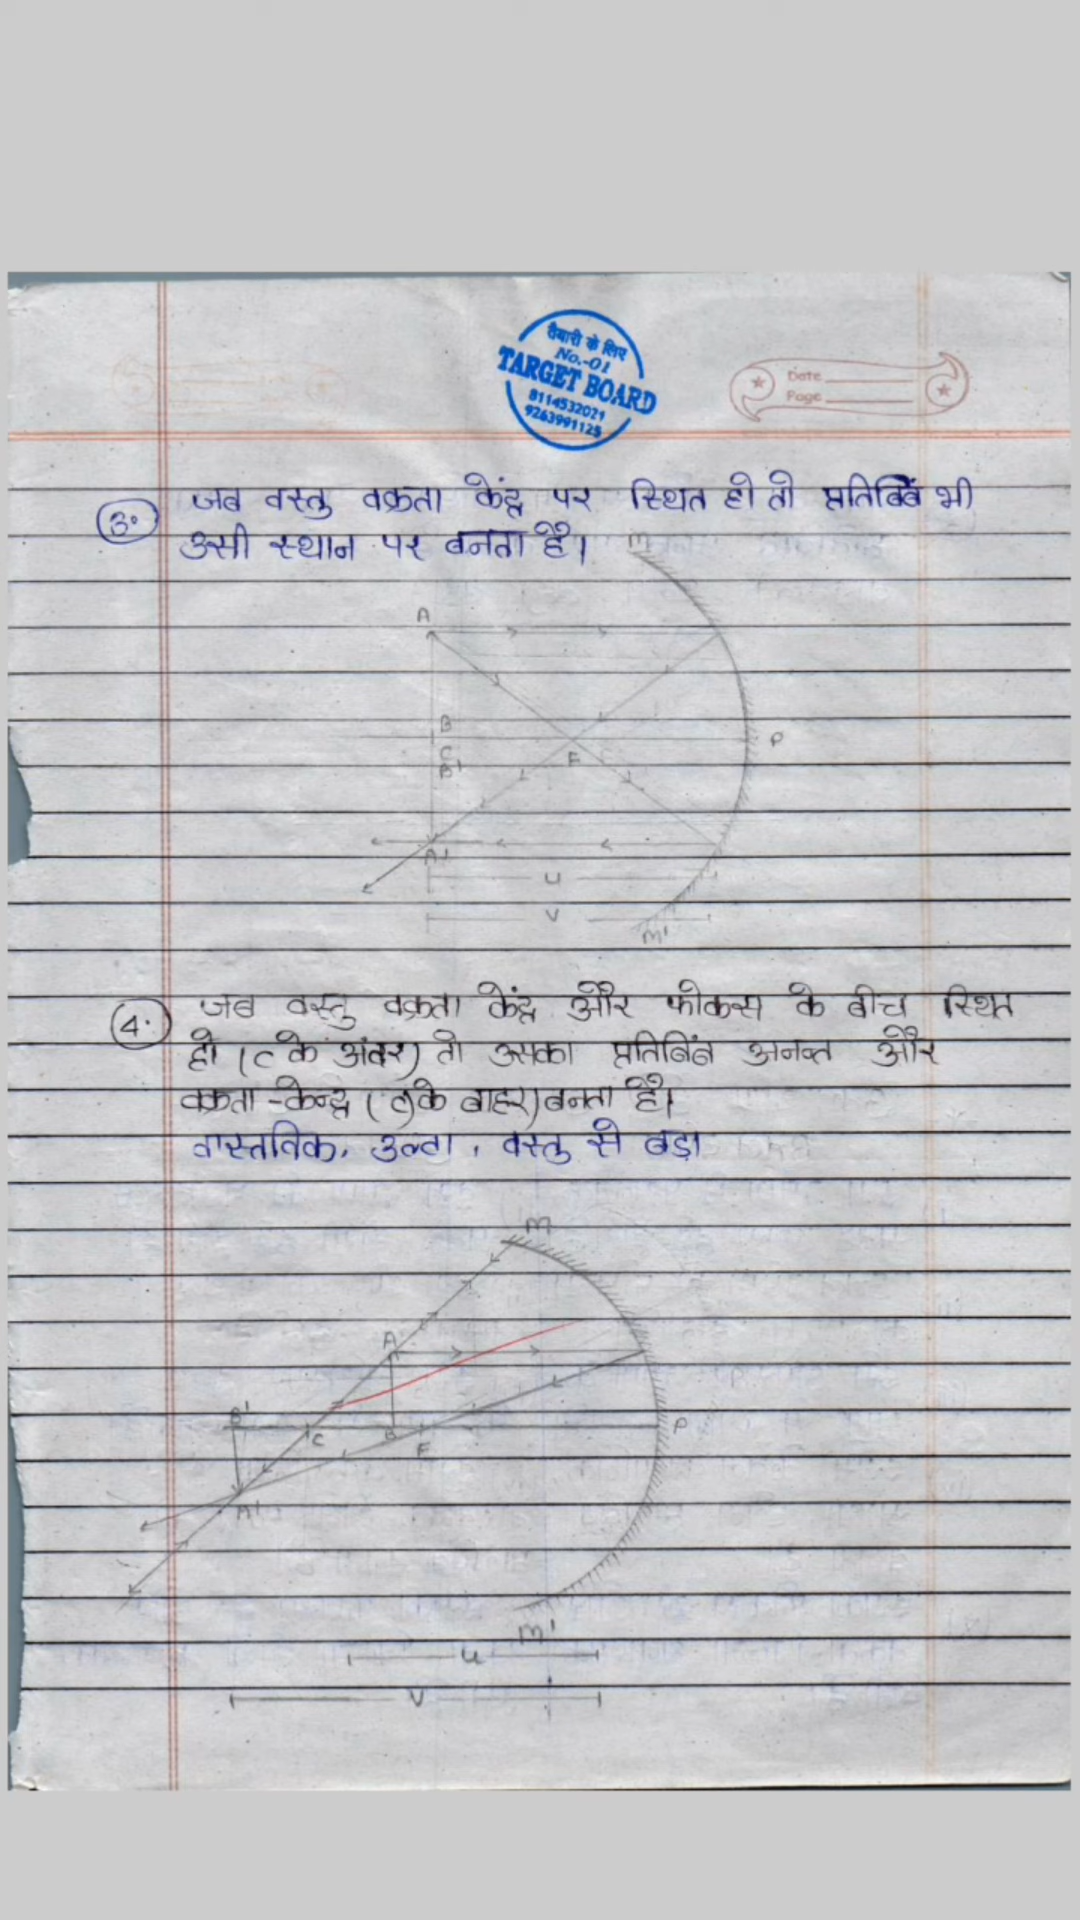 तैयारी के लिए
No.-01
TARGET BOARD
8114532021
9263991125
Date
Page
3. जब वस्तु वक्रता केंद्र पर स्थित हो तो प्रतिबिंब भी
उसी स्थान पर बनता है।
M
A
B
C
B'
F
P
A'
u
v
M'
4. जब वस्तु वक्रता केंद्र और फोकस के बीच स्थित
हो (C के अंदर) तो उसका प्रतिबिंब अनन्त और
वक्रता-केन्द्र (C)के बाहर)बनता है।
वास्तविक, उल्टा, वस्तु से बड़ा
M
A
B'
C
B
F
P
A'
M'
u
v